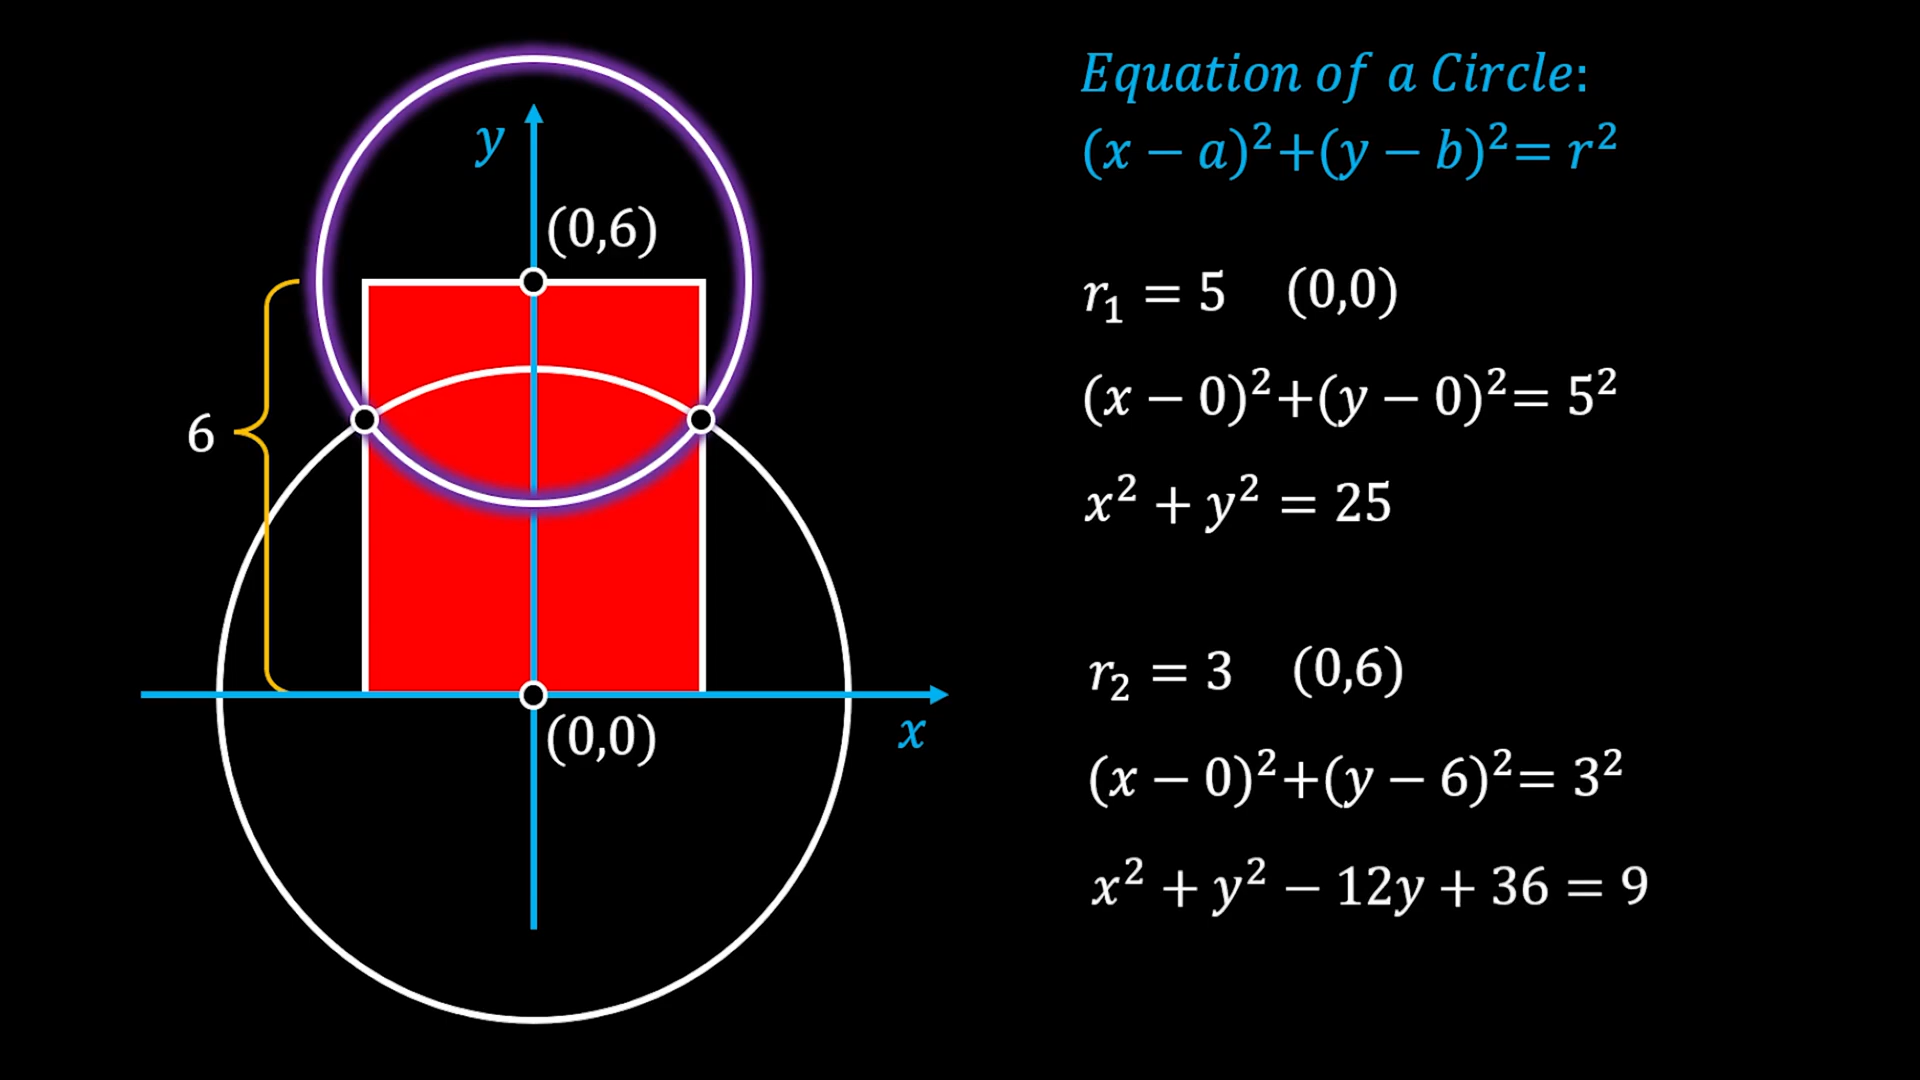 y
(0,6)
6
(0,0)
x
Equation of a Circle:
(x − a)²+(y − b)²= r²
r₁ = 5 (0,0)
(x − 0)²+(y − 0)²= 5²
x² + y² = 25
r₂ = 3 (0,6)
(x − 0)²+(y − 6)²= 3²
x² + y² − 12y + 36 = 9